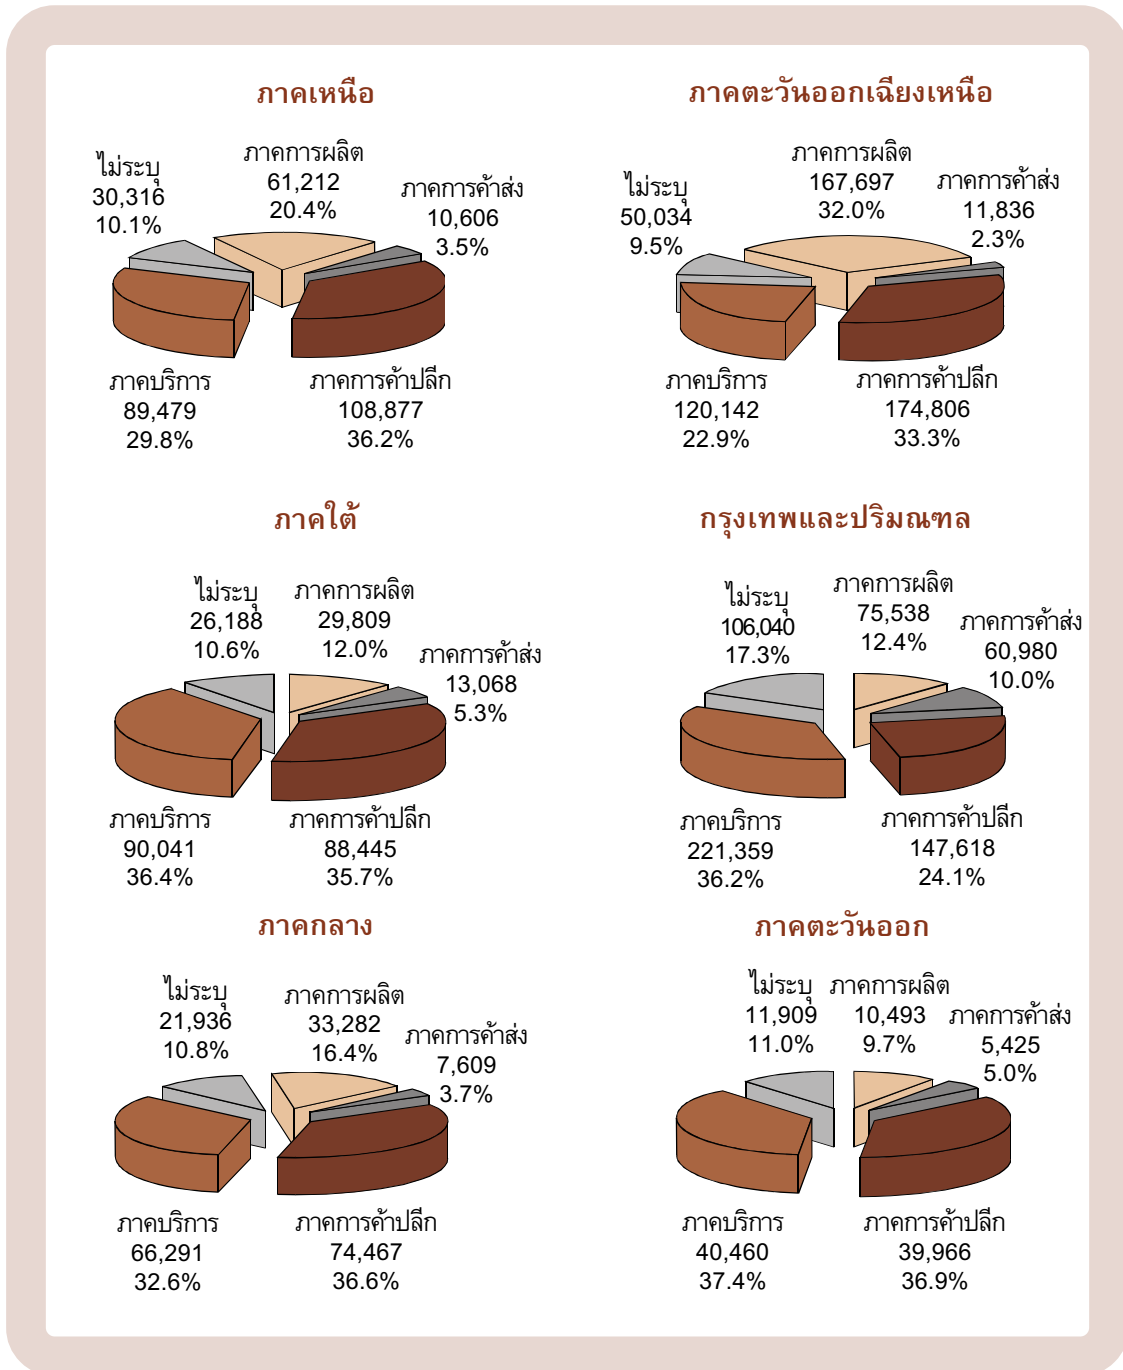 ภาคเหนือ
ไม่ระบุ
30,316
10.1%
ภาคการผลิต
61,212
20.4%
ภาคการค้าส่ง
10,606
3.5%
ภาคบริการ
89,479
29.8%
ภาคการค้าปลีก
108,877
36.2%
ภาคตะวันออกเฉียงเหนือ
ไม่ระบุ
50,034
9.5%
ภาคการผลิต
167,697
32.0%
ภาคการค้าส่ง
11,836
2.3%
ภาคบริการ
120,142
22.9%
ภาคการค้าปลีก
174,806
33.3%
ภาคใต้
ไม่ระบุ
26,188
10.6%
ภาคการผลิต
29,809
12.0%
ภาคการค้าส่ง
13,068
5.3%
ภาคบริการ
90,041
36.4%
ภาคการค้าปลีก
88,445
35.7%
กรุงเทพและปริมณฑล
ไม่ระบุ
106,040
17.3%
ภาคการผลิต
75,538
12.4%
ภาคการค้าส่ง
60,980
10.0%
ภาคบริการ
221,359
36.2%
ภาคการค้าปลีก
147,618
24.1%
ภาคกลาง
ไม่ระบุ
21,936
10.8%
ภาคการผลิต
33,282
16.4%
ภาคการค้าส่ง
7,609
3.7%
ภาคบริการ
66,291
32.6%
ภาคการค้าปลีก
74,467
36.6%
ภาคตะวันออก
ไม่ระบุ
11,909
11.0%
ภาคการผลิต
10,493
9.7%
ภาคการค้าส่ง
5,425
5.0%
ภาคบริการ
40,460
37.4%
ภาคการค้าปลีก
39,966
36.9%